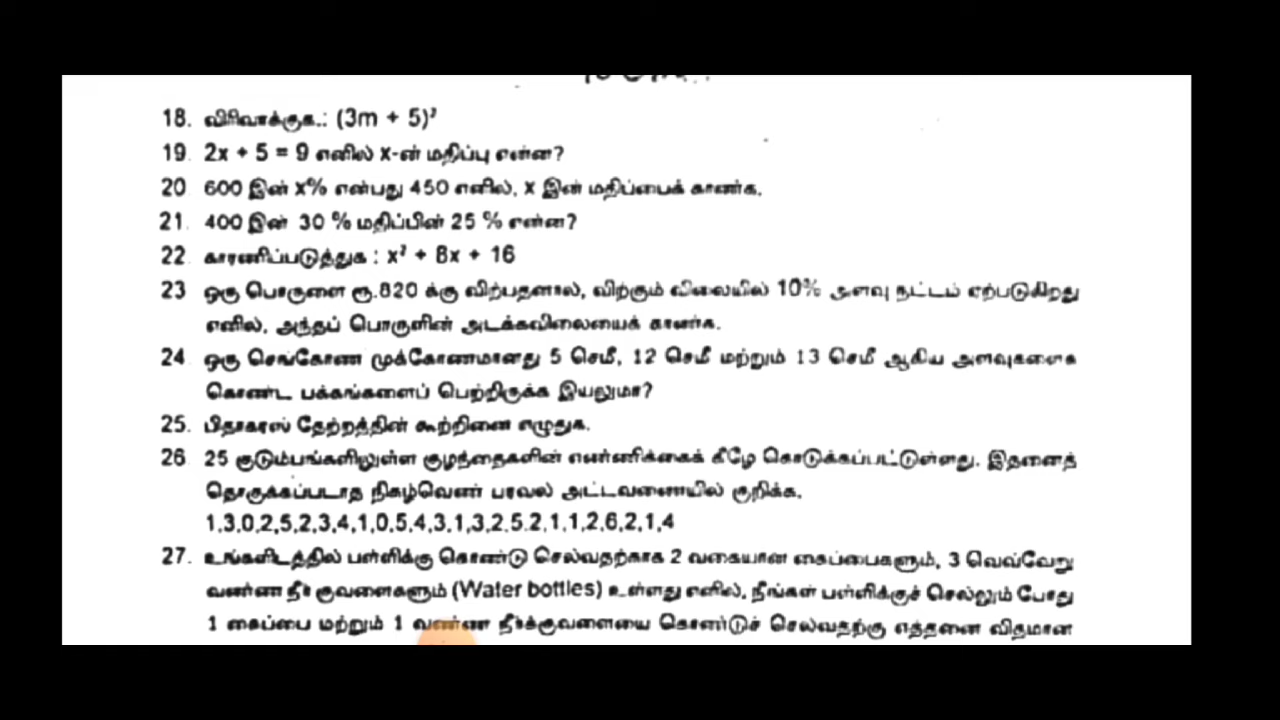 18. விரிவாக்குக.: (3m + 5)³
19. 2x + 5 = 9 எனில் x-ன் மதிப்பு என்ன?
20 600 இன் x% என்பது 450 எனில், x இன் மதிப்பைக் காண்க.
21. 400 இன் 30 % மதிப்பின் 25 % என்ன?
22. காரணிப்படுத்துக : x² + 8x + 16
23 ஒரு பொருளை ரூ.820 க்கு விற்பதனால், விற்கும் விலையில் 10% அளவு நட்டம் ஏற்படுகிறது
எனில், அந்தப் பொருளின் அடக்கவிலையைக் காண்க.
24. ஒரு செங்கோண முக்கோணமானது 5 செமீ, 12 செமீ மற்றும் 13 செமீ ஆகிய அளவுகளைக
கொண்ட பக்கங்களைப் பெற்றிருக்க இயலுமா?
25. பிதாகரஸ் தேற்றத்தின் கூற்றினை எழுதுக.
26 25 குடும்பங்களிலுள்ள குழந்தைகளின் எண்ணிக்கைக் கீழே கொடுக்கப்பட்டுள்ளது. இதனைத்
தொகுக்கப்படாத நிகழ்வெண் பரவல் அட்டவணையில் குறிக்க.
1,3,0,2,5,2,3,4,1,0,5,4,3,1,3,2,5,2,1,1,2,6,2,1,4
27. உங்களிடத்தில் பள்ளிக்கு கொண்டு செல்வதற்காக 2 வகையான கைப்பைகளும், 3 வெவ்வேறு
வண்ண நீர் குவளைகளும் (Water bottles) உள்ளது எனில், நீங்கள் பள்ளிக்குச் செல்லும் போது
1 கைப்பை மற்றும் 1 வண்ண நீர்க்குவளையை கொண்டுச் செல்வதற்கு எத்தனை விதமான